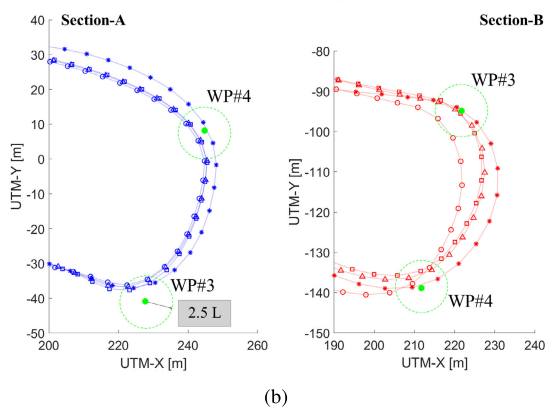 Section-A
UTM-Y [m]
40
30
20
10
0
-10
-20
-30
-40
-50
200
220
240
260
UTM-X [m]
WP#4
WP#3
2.5 L
Section-B
UTM-Y [m]
-80
-90
-100
-110
-120
-130
-140
-150
190
200
210
220
230
240
UTM-X [m]
WP#3
WP#4
(b)